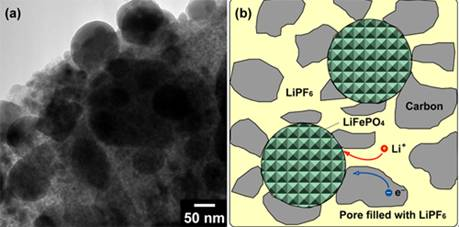 (a)
50 nm
(b)
LiPF₆
Carbon
LiFePO₄
Li⁺
e⁻
Pore filled with LiPF₆